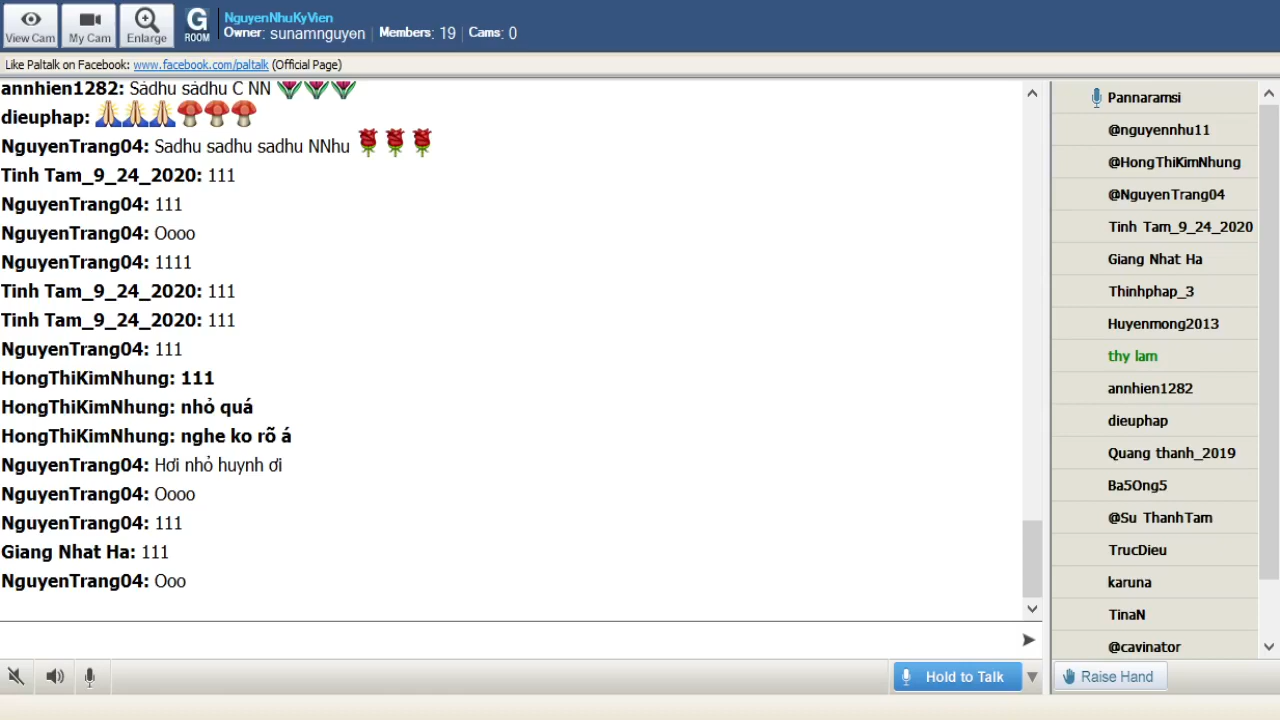 View Cam
My Cam
Enlarge
G
ROOM
NguyenNhuKyVien
Owner: sunamnguyen | Members: 19 | Cams: 0
Like Paltalk on Facebook: www.facebook.com/paltalk (Official Page)
annhien1282: Sádhu sádhu C NN
dieuphap:
NguyenTrang04: Sadhu sadhu sadhu NNhu
Tinh Tam_9_24_2020: 111
NguyenTrang04: 111
NguyenTrang04: Oooo
NguyenTrang04: 1111
Tinh Tam_9_24_2020: 111
Tinh Tam_9_24_2020: 111
NguyenTrang04: 111
HongThiKimNhung: 111
HongThiKimNhung: nhỏ quá
HongThiKimNhung: nghe ko rõ á
NguyenTrang04: Hơi nhỏ huynh ơi
NguyenTrang04: Oooo
NguyenTrang04: 111
Giang Nhat Ha: 111
NguyenTrang04: Ooo
Hold to Talk
Pannaramsi
@nguyennhu11
@HongThiKimNhung
@NguyenTrang04
Tinh Tam_9_24_2020
Giang Nhat Ha
Thinhphap_3
Huyenmong2013
thy lam
annhien1282
dieuphap
Quang thanh_2019
Ba5Ong5
@Su ThanhTam
TrucDieu
karuna
TinaN
@cavinator
Raise Hand